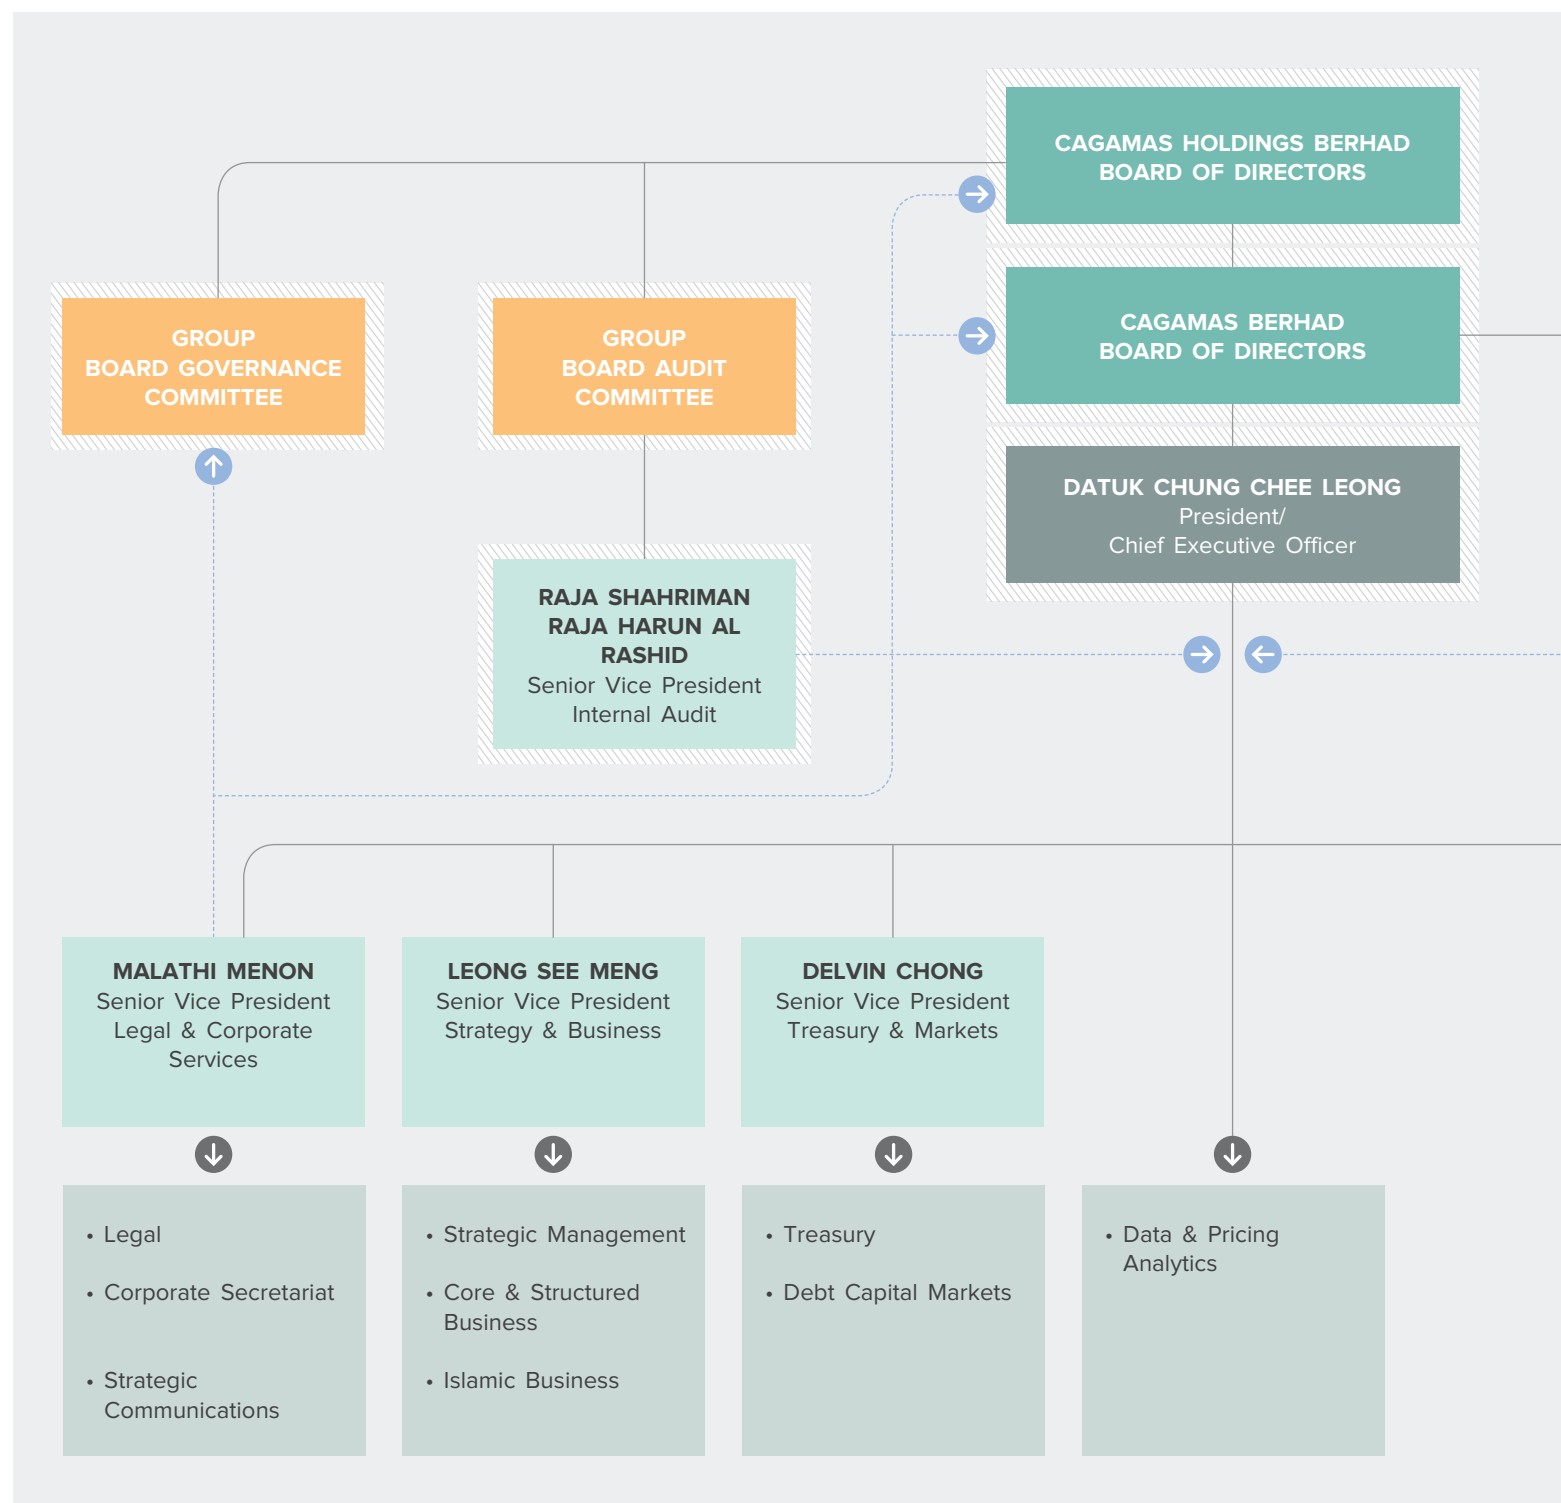 CAGAMAS HOLDINGS BERHAD
BOARD OF DIRECTORS
GROUP
BOARD GOVERNANCE
COMMITTEE
GROUP
BOARD AUDIT
COMMITTEE
CAGAMAS BERHAD
BOARD OF DIRECTORS
DATUK CHUNG CHEE LEONG
President/
Chief Executive Officer
RAJA SHAHRIMAN
RAJA HARUN AL
RASHID
Senior Vice President
Internal Audit
MALATHI MENON
Senior Vice President
Legal & Corporate
Services
LEONG SEE MENG
Senior Vice President
Strategy & Business
DELVIN CHONG
Senior Vice President
Treasury & Markets
• Legal
• Corporate Secretariat
• Strategic
Communications
• Strategic Management
• Core & Structured
Business
• Islamic Business
• Treasury
• Debt Capital Markets
• Data & Pricing
Analytics